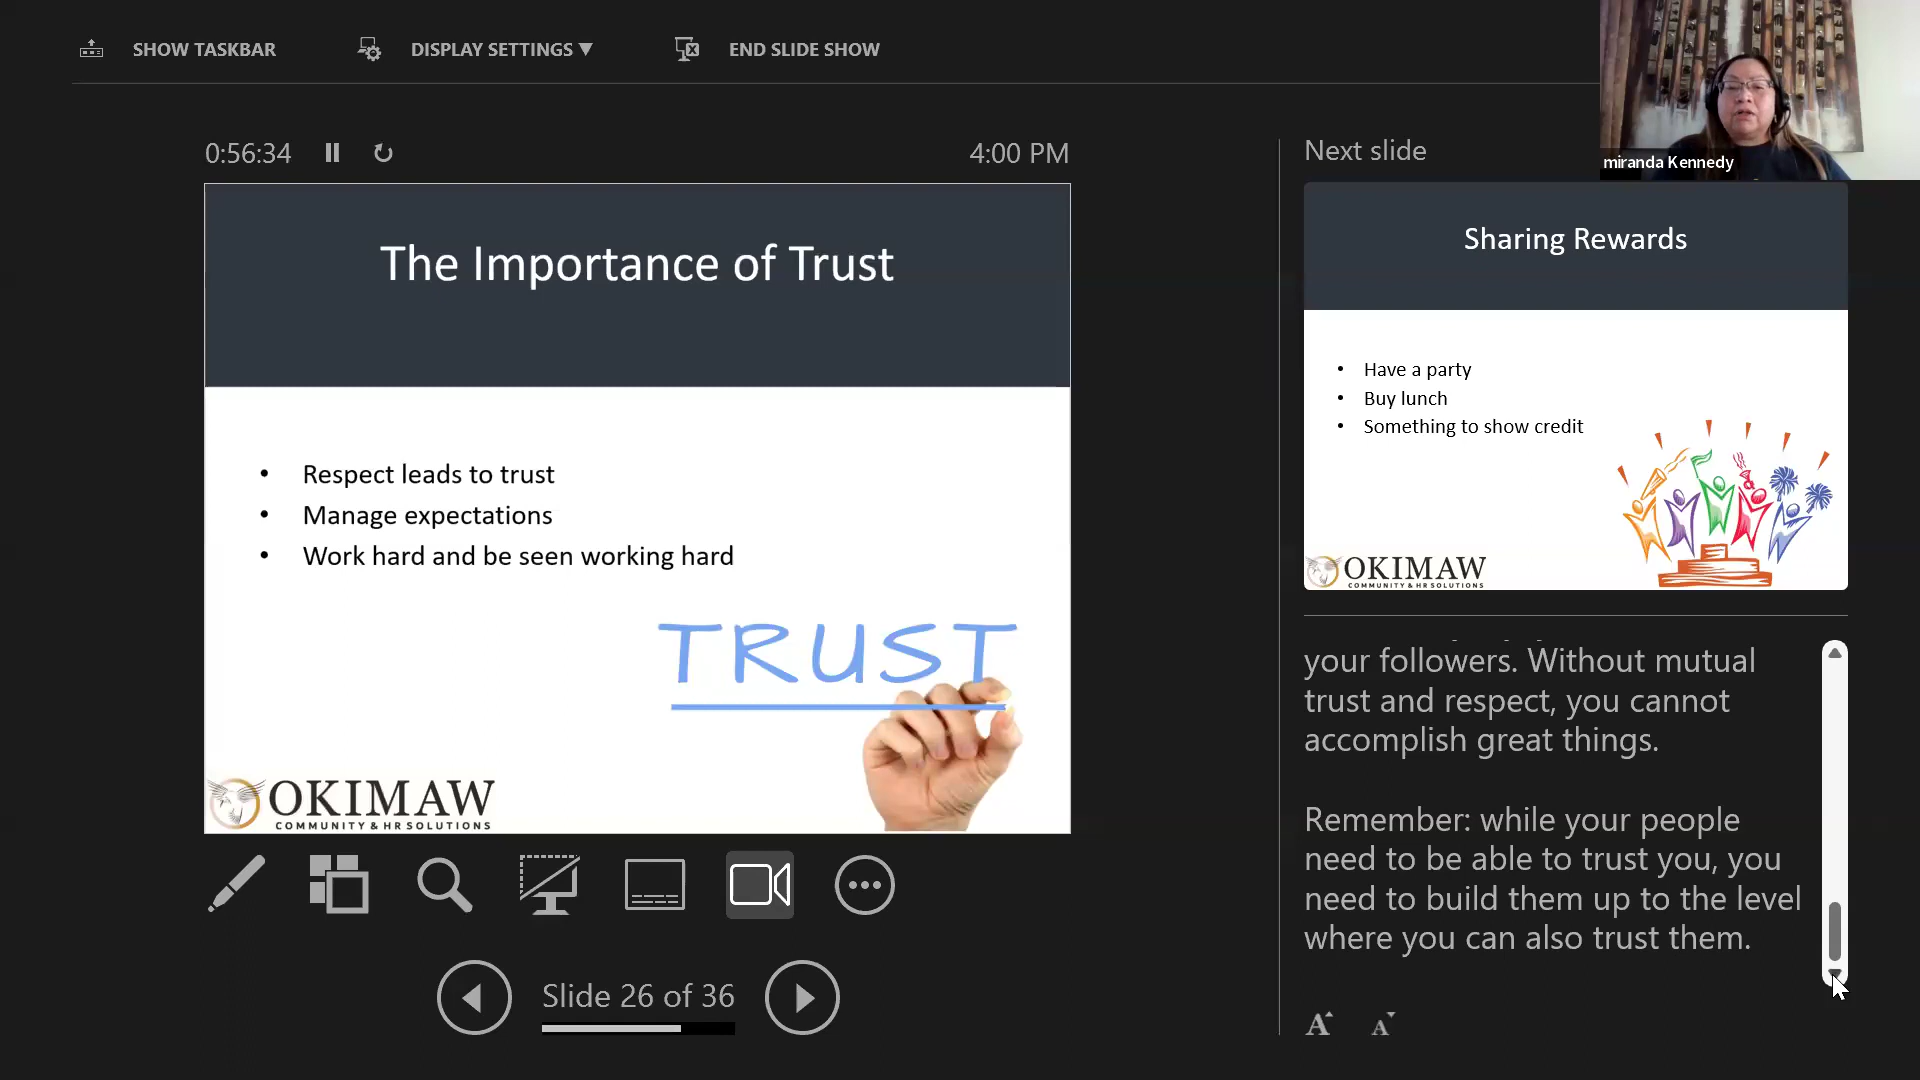 SHOW TASKBAR
DISPLAY SETTINGS ▼
END SLIDE SHOW
miranda Kennedy
0:56:34
4:00 PM
The Importance of Trust
• Respect leads to trust
• Manage expectations
• Work hard and be seen working hard
TRUST
OKIMAW
COMMUNITY & HR SOLUTIONS
Slide 26 of 36
Next slide
Sharing Rewards
• Have a party
• Buy lunch
• Something to show credit
OKIMAW
COMMUNITY & HR SOLUTIONS
your followers. Without mutual
trust and respect, you cannot
accomplish great things.
Remember: while your people
need to be able to trust you, you
need to build them up to the level
where you can also trust them.
A A